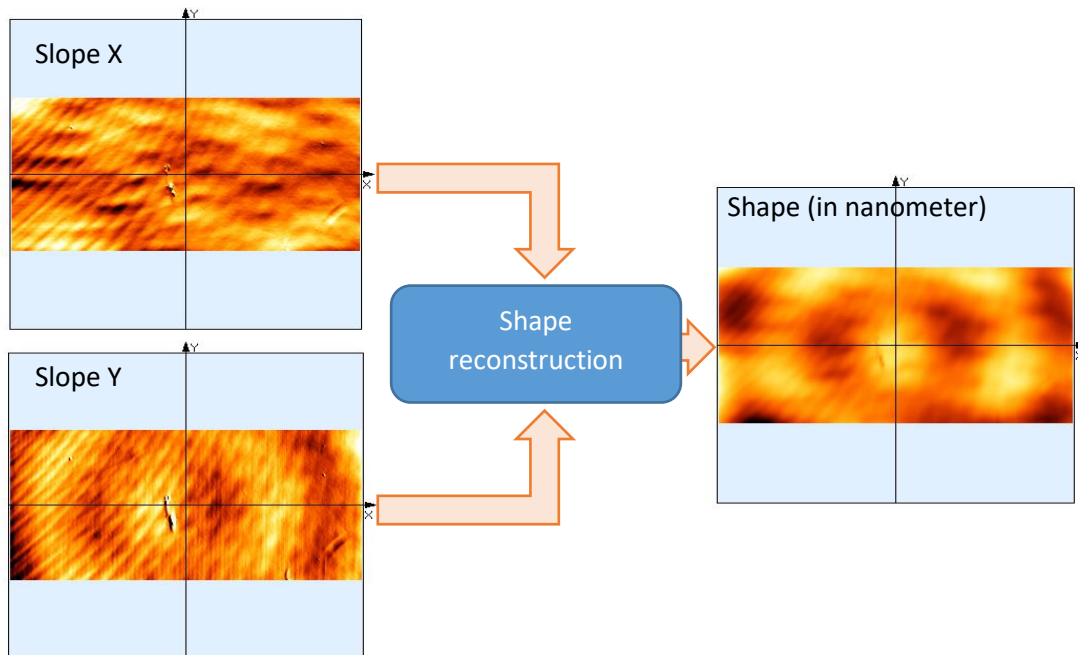 Y
Slope X
X
Y
Slope Y
X
Shape
reconstruction
Y
Shape (in nanometer)